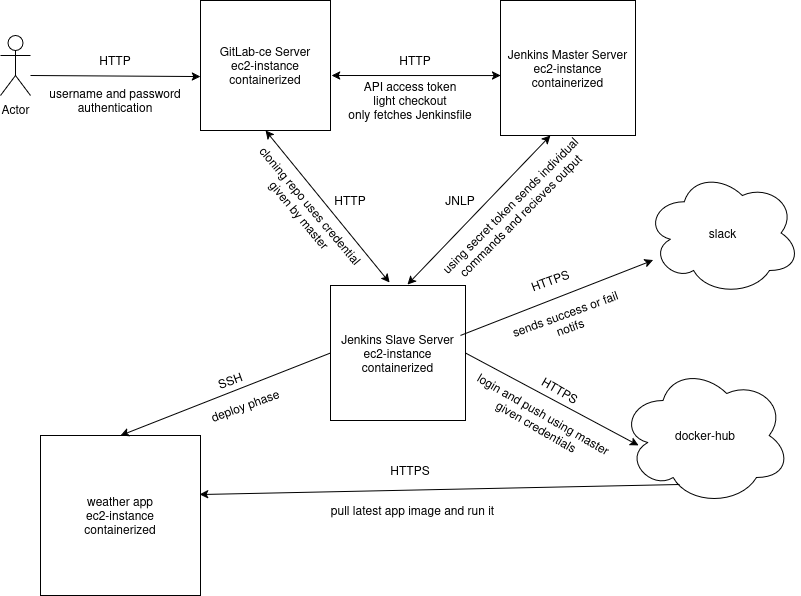 HTTP
username and password
authentication
Actor
GitLab-ce Server
ec2-instance
containerized
HTTP
API access token
light checkout
only fetches Jenkinsfile
Jenkins Master Server
ec2-instance
containerized
HTTP
cloning repo uses credential
given by master
JNLP
using secret token sends individual
commands and recieves output
slack
HTTPS
sends success or fail
notifs
Jenkins Slave Server
ec2-instance
containerized
SSH
deploy phase
HTTPS
login and push using master
given credentials
docker-hub
HTTPS
pull latest app image and run it
weather app
ec2-instance
containerized